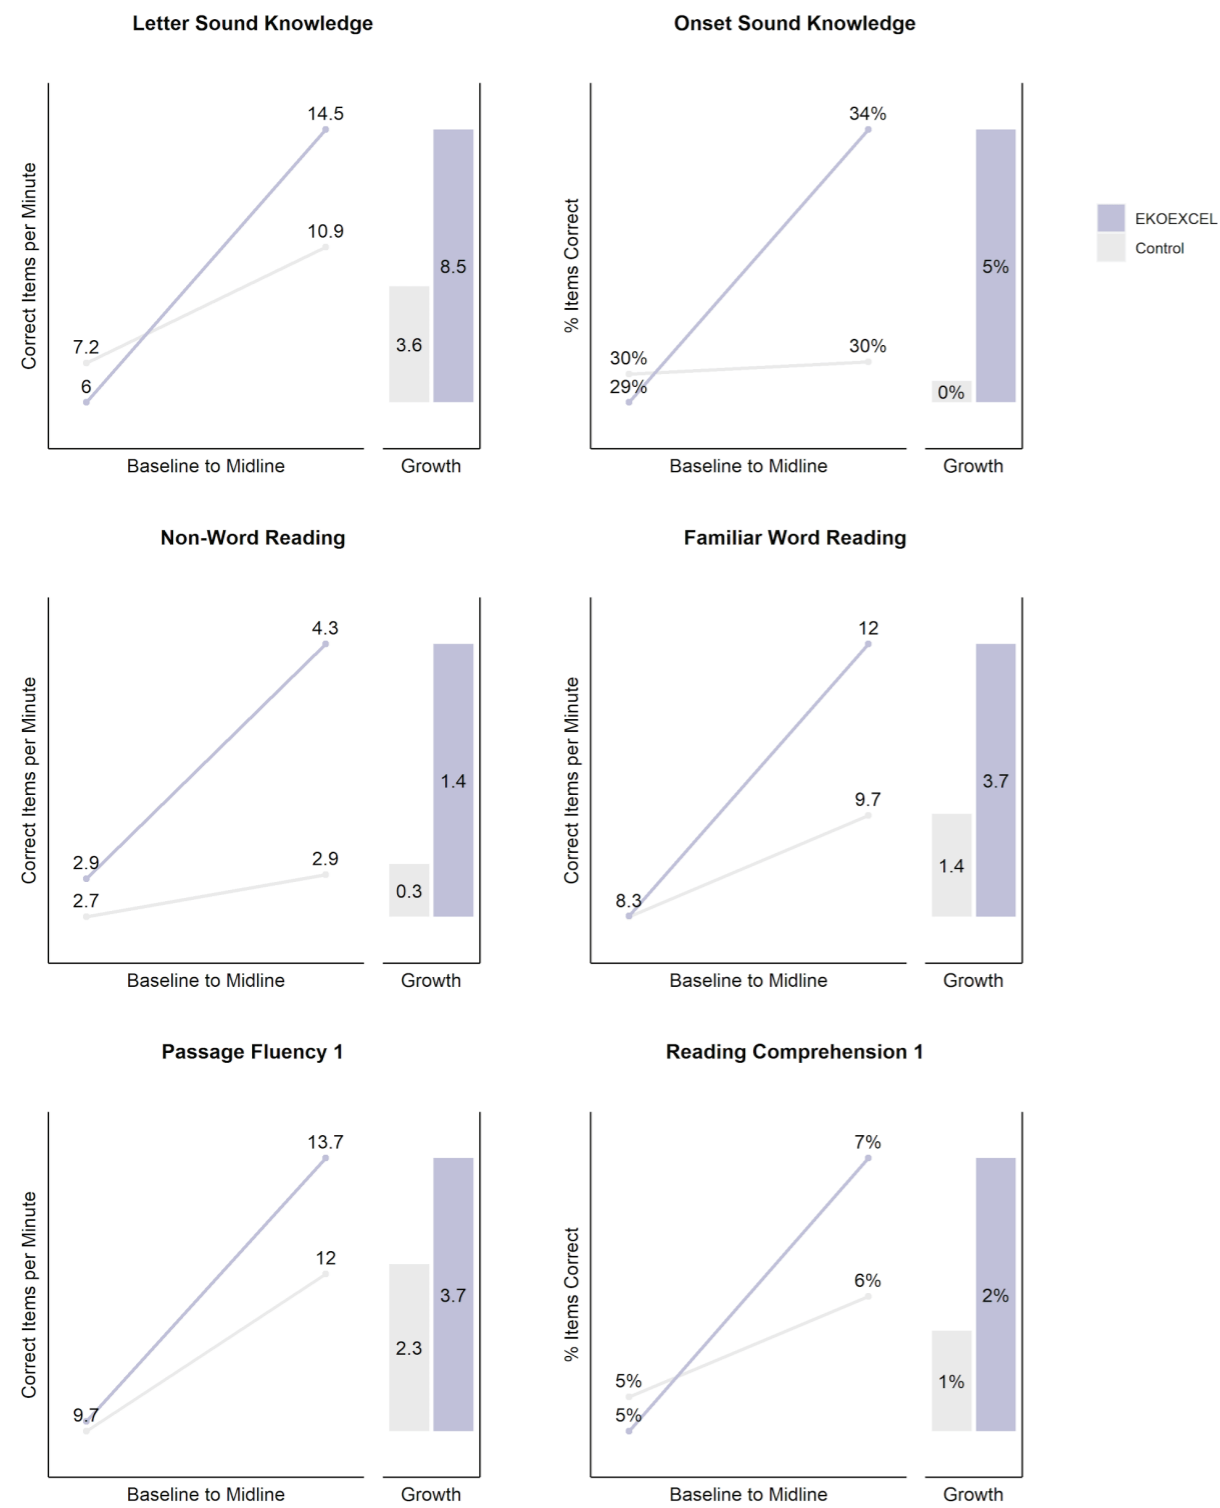 Letter Sound Knowledge
Correct Items per Minute
14.5
10.9
7.2
6
3.6
8.5
Baseline to Midline
Growth
Onset Sound Knowledge
% Items Correct
34%
30%
30%
29%
0%
5%
Baseline to Midline
Growth
EKOEXCEL
Control
Non-Word Reading
Correct Items per Minute
4.3
2.9
2.9
2.7
0.3
1.4
Baseline to Midline
Growth
Familiar Word Reading
Correct Items per Minute
12
9.7
8.3
1.4
3.7
Baseline to Midline
Growth
Passage Fluency 1
Correct Items per Minute
13.7
12
9.7
2.3
3.7
Baseline to Midline
Growth
Reading Comprehension 1
% Items Correct
7%
6%
5%
5%
1%
2%
Baseline to Midline
Growth